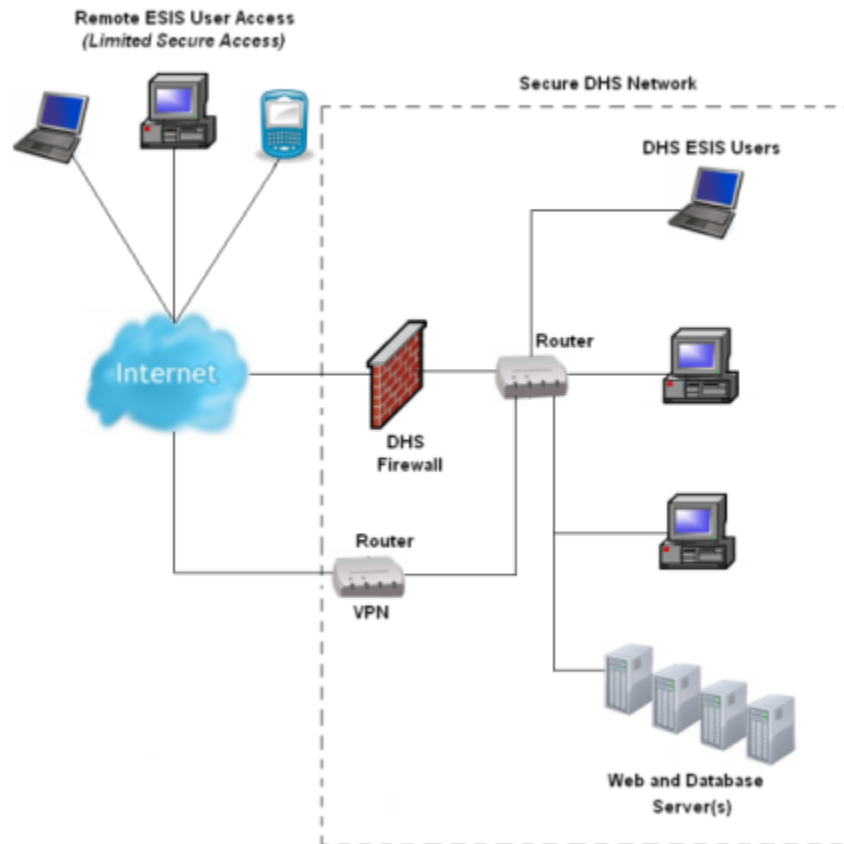 Remote ESIS User Access
(Limited Secure Access)
Secure DHS Network
DHS ESIS Users
Router
Internet
DHS
Firewall
Router
VPN
Web and Database
Server(s)